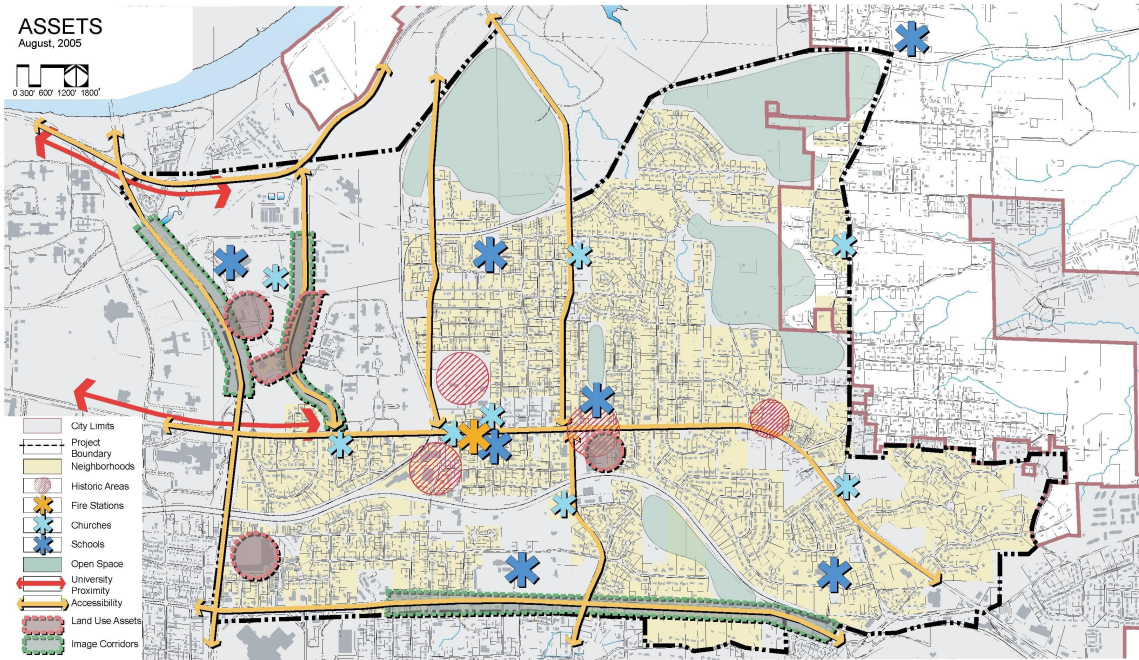 ASSETS
August, 2005
0 300' 600' 1200' 1800'
City Limits
Project
Boundary
Neighborhoods
Historic Areas
Fire Stations
Churches
Schools
Open Space
University
Proximity
Accessibility
Land Use Assets
Image Corridors